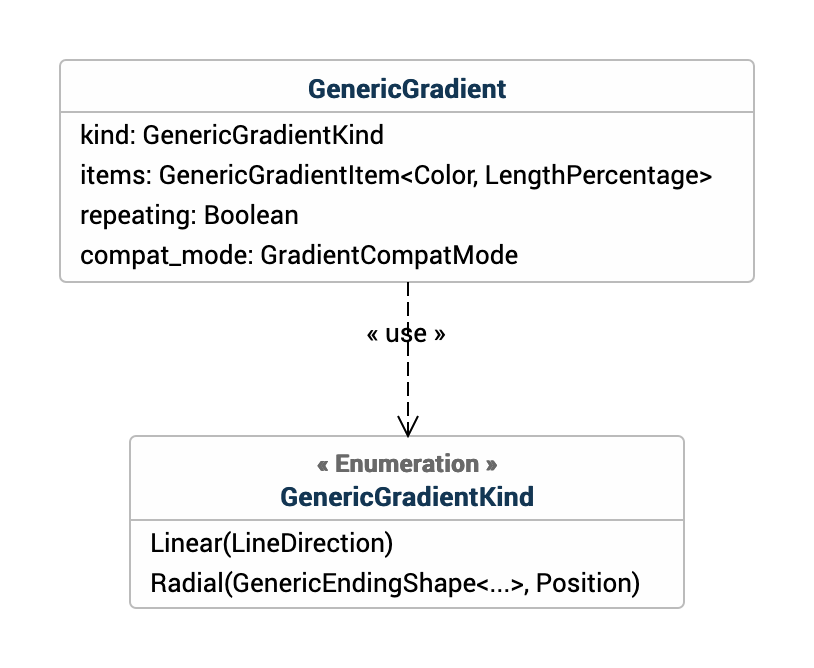 GenericGradient
kind: GenericGradientKind
items: GenericGradientItem<Color, LengthPercentage>
repeating: Boolean
compat_mode: GradientCompatMode
« use »
« Enumeration »
GenericGradientKind
Linear(LineDirection)
Radial(GenericEndingShape<...>, Position)